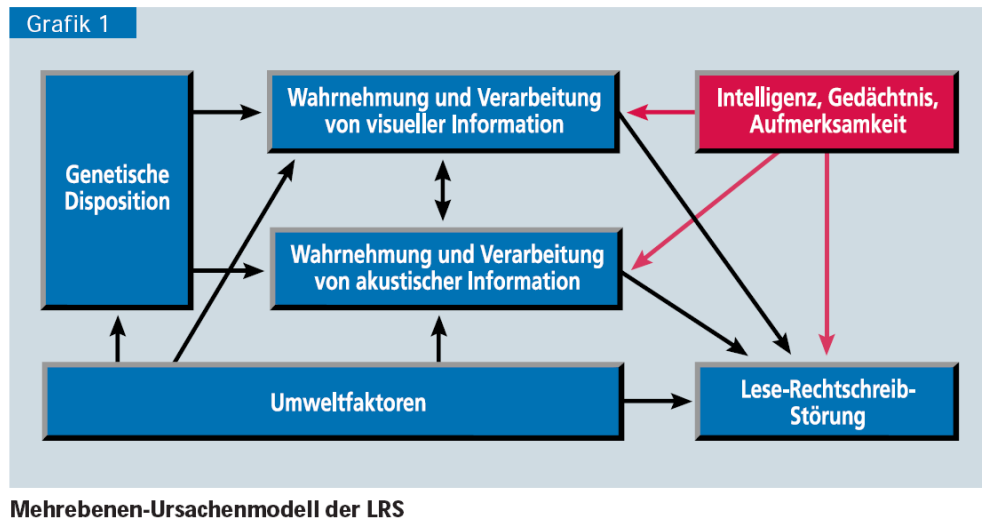 Grafik 1
Wahrnehmung und Verarbeitung
von visueller Information
Intelligenz, Gedächtnis,
Aufmerksamkeit
Genetische
Disposition
Wahrnehmung und Verarbeitung
von akustischer Information
Umweltfaktoren
Lese-Rechtschreib-
Störung
Mehrebenen-Ursachenmodell der LRS